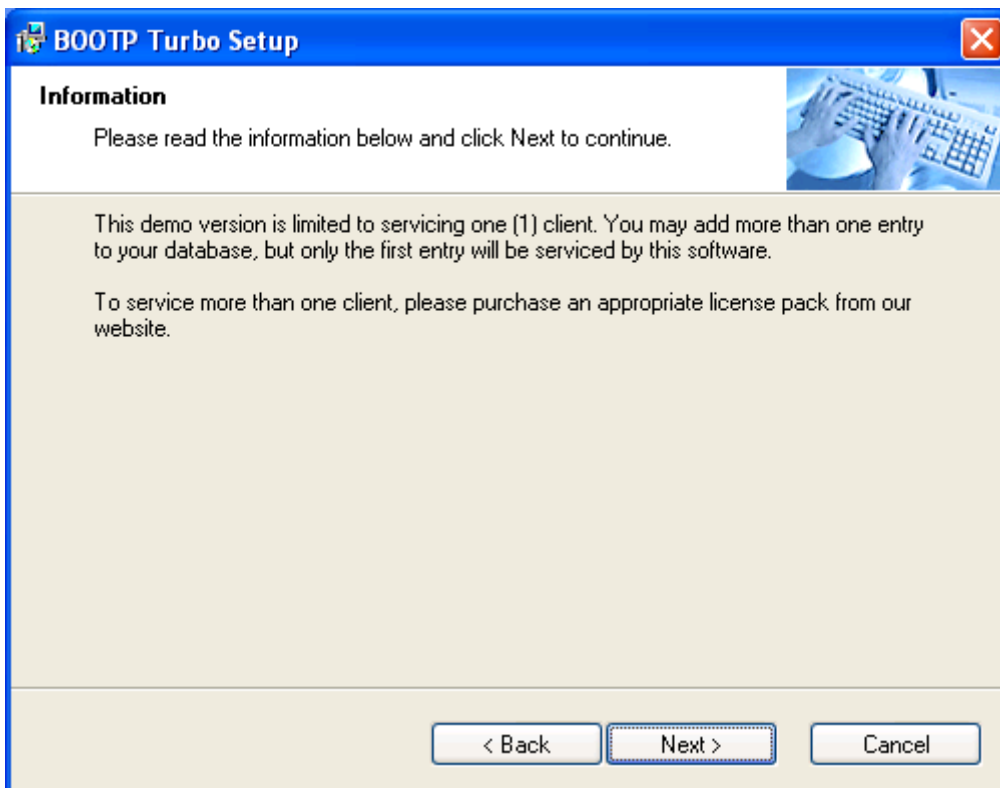 BOOTP Turbo Setup
Information
Please read the information below and click Next to continue.
This demo version is limited to servicing one (1) client. You may add more than one entry
to your database, but only the first entry will be serviced by this software.
To service more than one client, please purchase an appropriate license pack from our
website.
< Back
Next >
Cancel